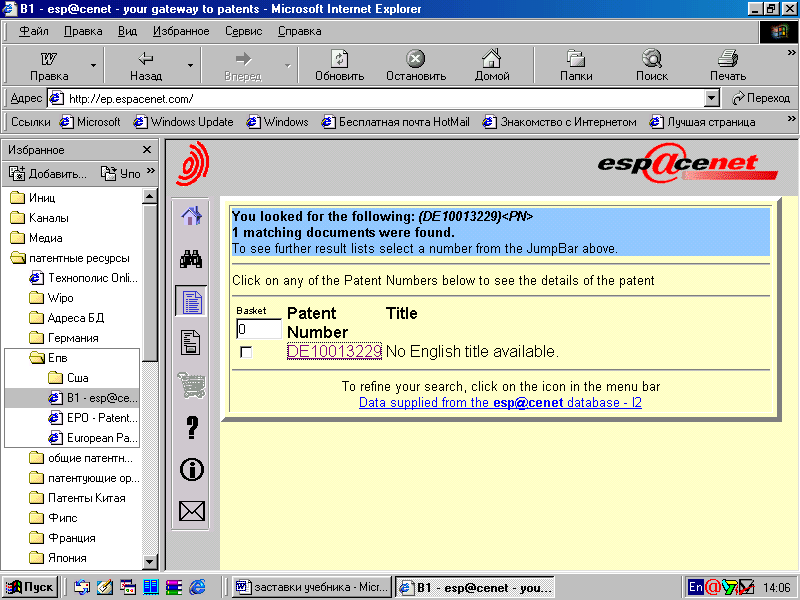 B1 - esp@cenet - your gateway to patents - Microsoft Internet Explorer
Файл Правка Вид Избранное Сервис Справка
Правка Назад Вперед Обновить Остановить Домой Папки Поиск Печать
Адрес http://ep.espacenet.com/ Переход
Ссылки Microsoft Windows Update Windows Бесплатная почта HotMail Знакомство с Интернетом Лучшая страница
Избранное
Добавить... Упо
Иниц
Каналы
Медиа
патентные ресурсы
Технополис Onli...
Wipo
Адреса БД
Германия
Епв
Сша
B1 - esp@ce...
EPO - Patent...
European Pa...
общие патентн...
патентующие ор...
Патенты Китая
Фипс
Франция
Япония
esp@cenet
You looked for the following: (DE10013229)<PN>
1 matching documents were found.
To see further result lists select a number from the JumpBar above.
Click on any of the Patent Numbers below to see the details of the patent
Basket
0
Patent Number
Title
DE10013229 No English title available.
To refine your search, click on the icon in the menu bar
Data supplied from the esp@cenet database - I2
Пуск заставки учебника - Micr... B1 - esp@cenet - you... En 14:06